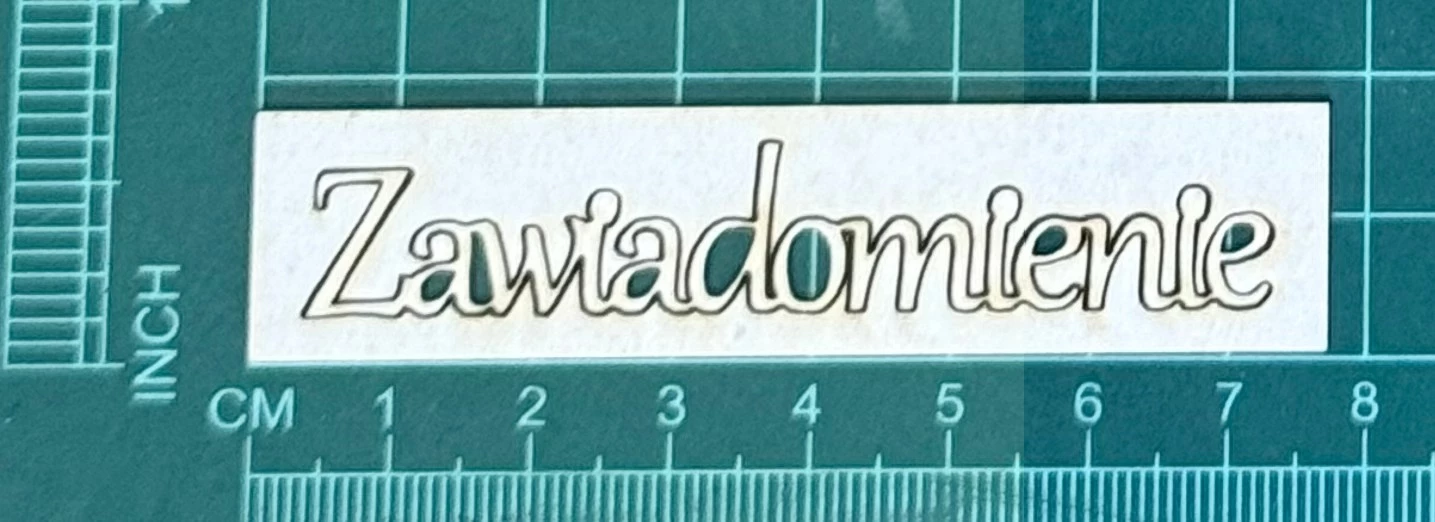 Zawiadomienie
INCH
CM 1 2 3 4 5 6 7 8